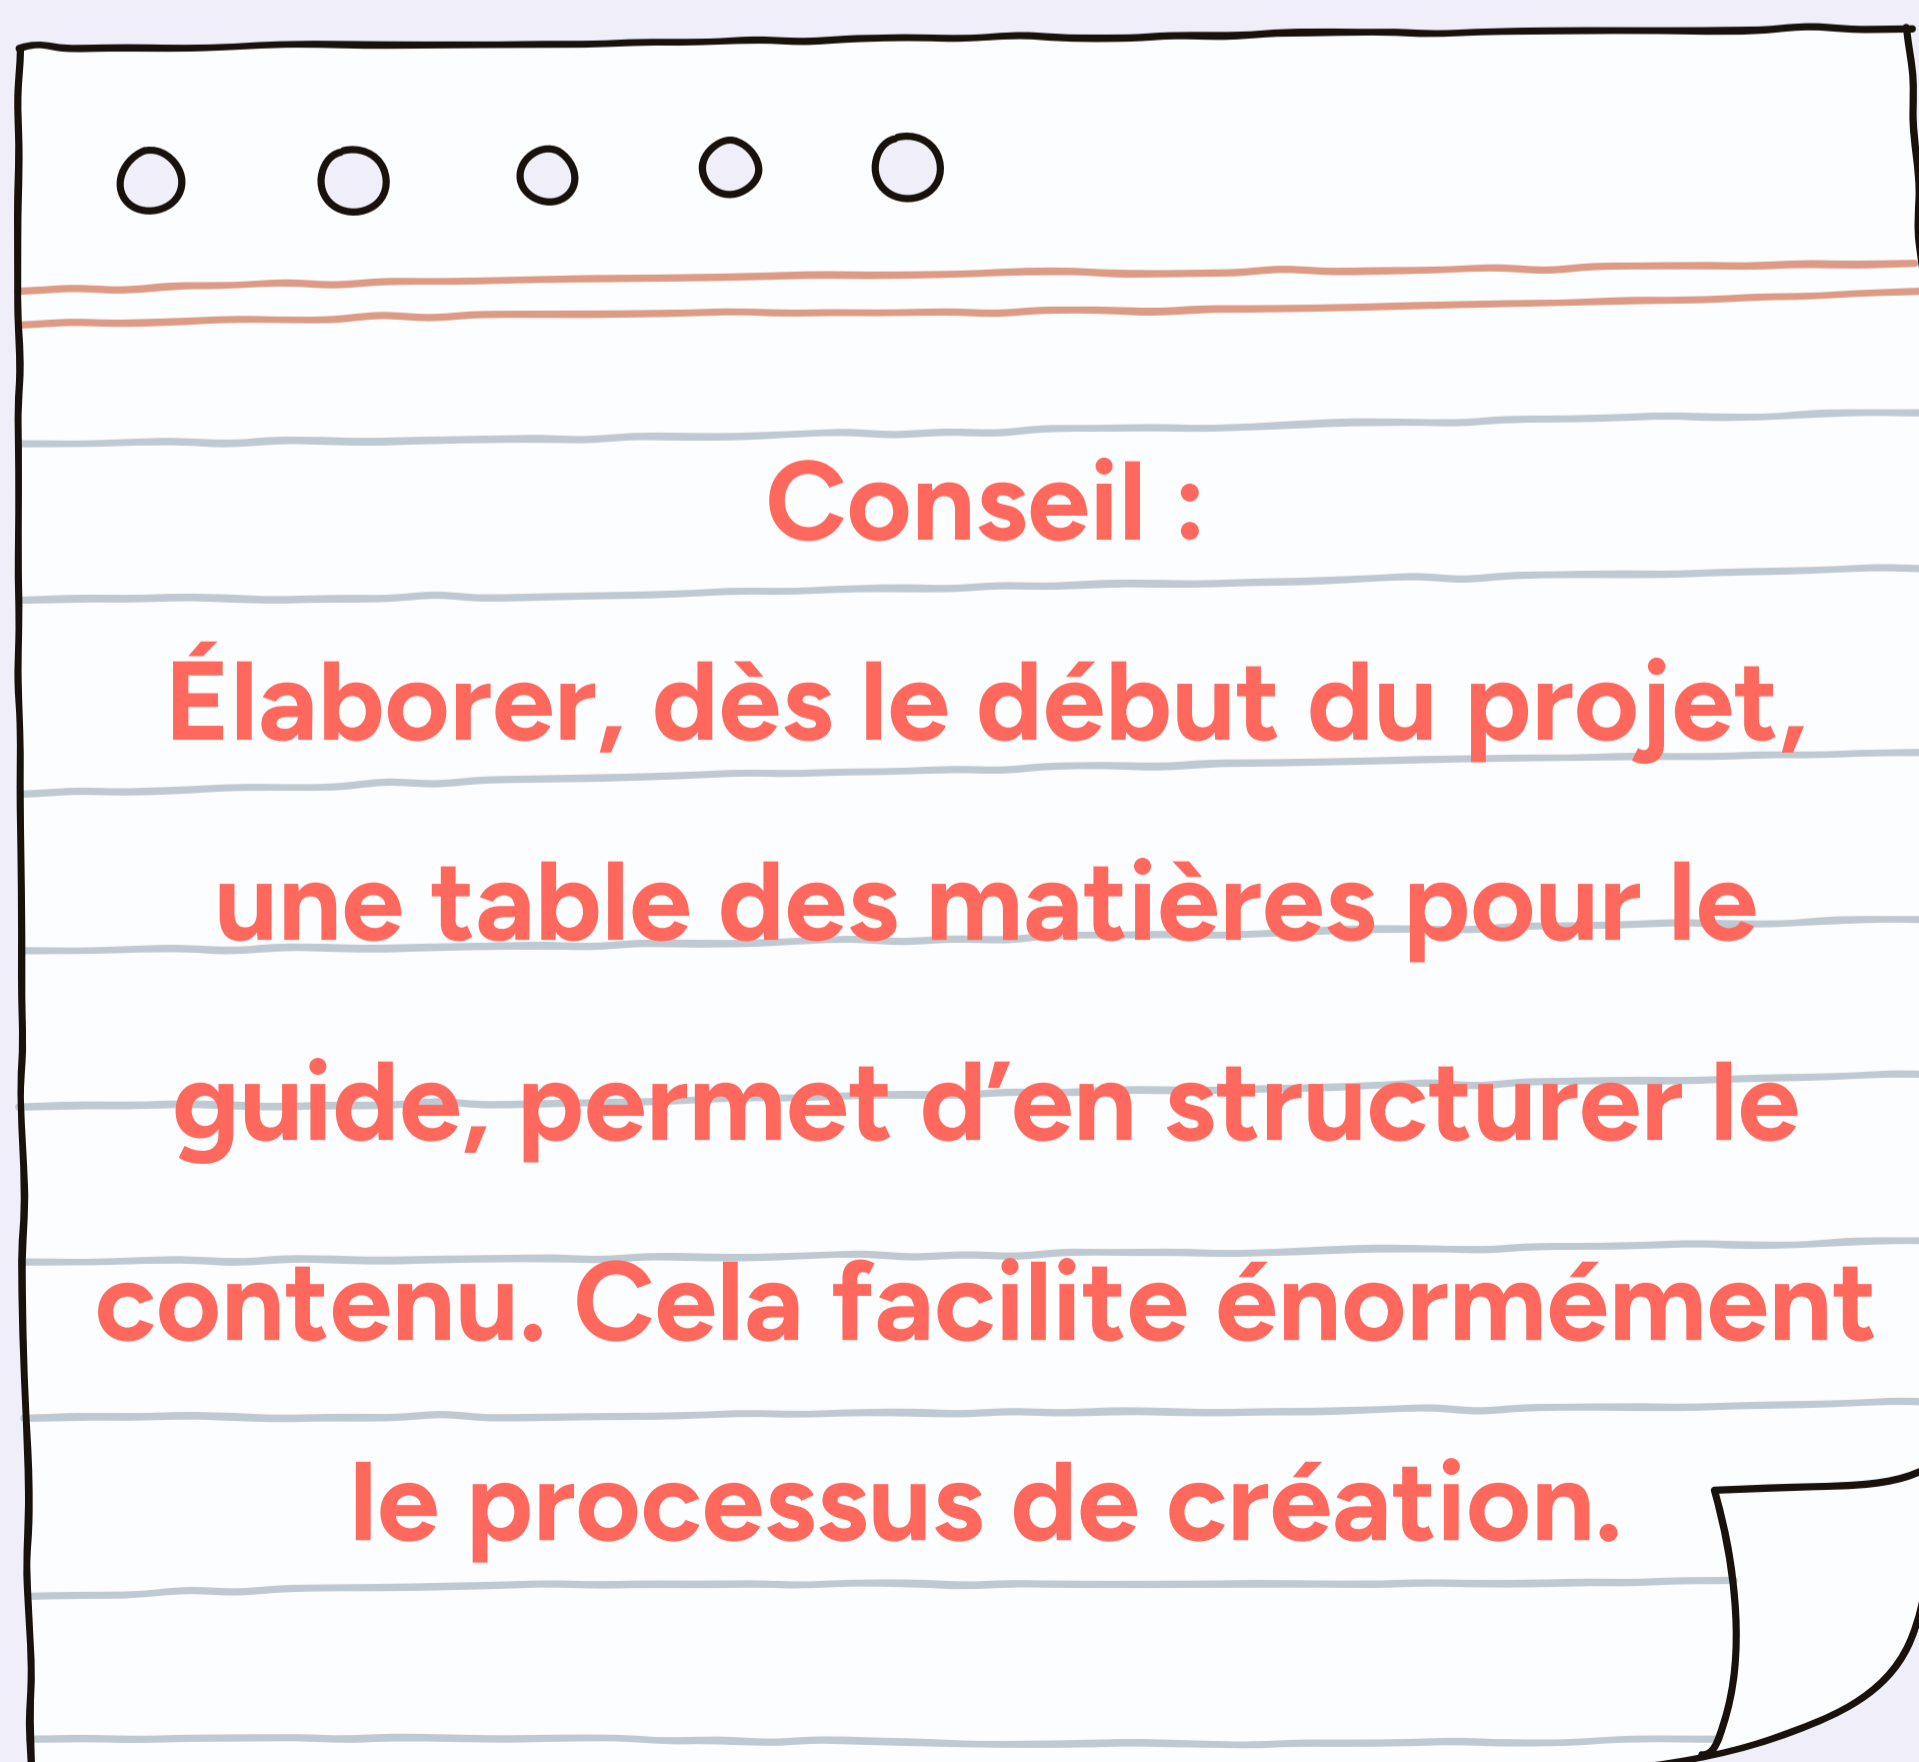 Conseil :
Élaborer, dès le début du projet,
une table des matières pour le
guide, permet d’en structurer le
contenu. Cela facilite énormément
le processus de création.